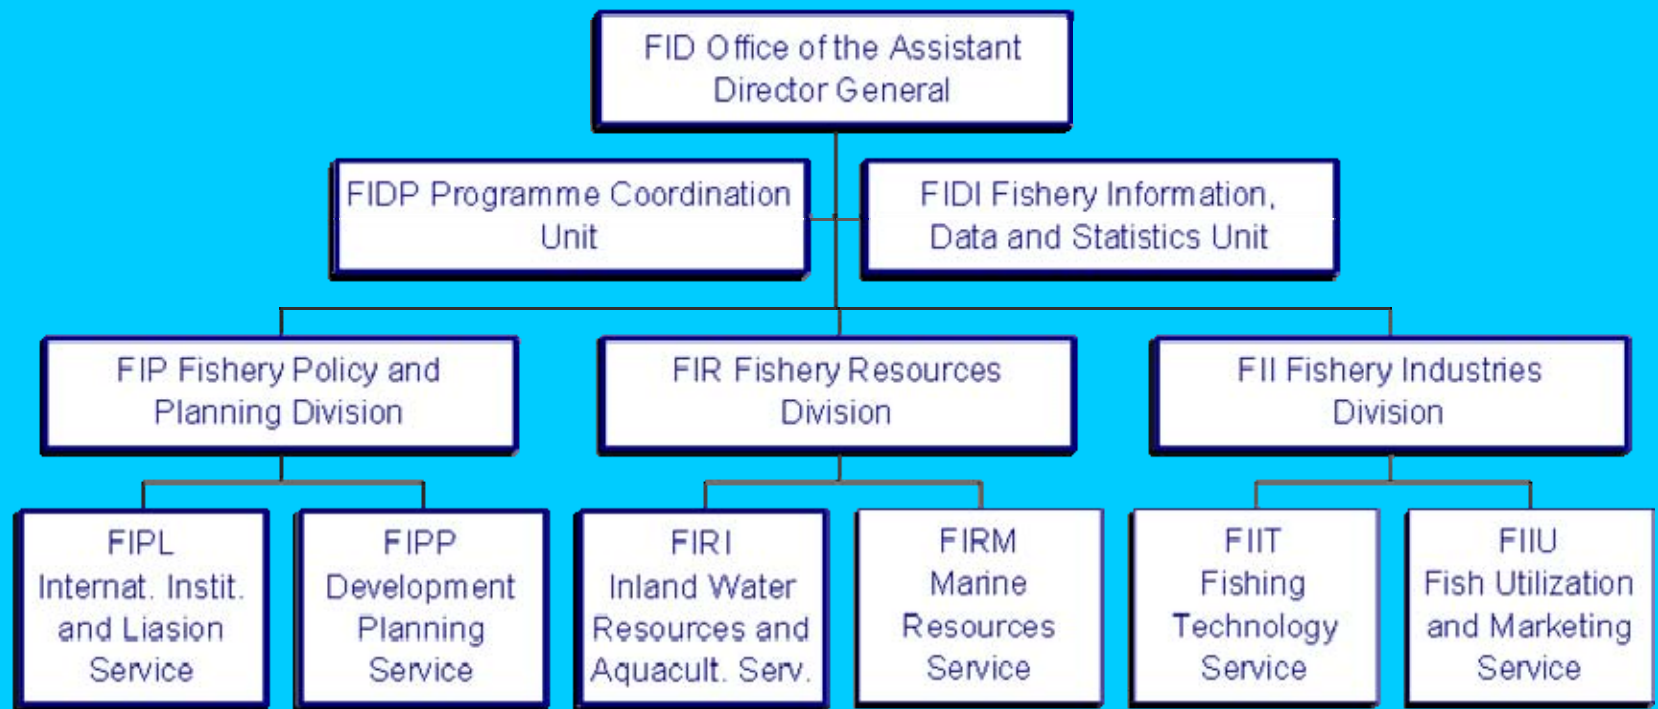 FID Office of the Assistant
Director General
FIDP Programme Coordination
Unit
FIDI Fishery Information,
Data and Statistics Unit
FIP Fishery Policy and
Planning Division
FIR Fishery Resources
Division
FII Fishery Industries
Division
FIPL
Internat. Instit.
and Liasion
Service
FIPP
Development
Planning
Service
FIRI
Inland Water
Resources and
Aquacult. Serv.
FIRM
Marine
Resources
Service
FIIT
Fishing
Technology
Service
FIIU
Fish Utilization
and Marketing
Service